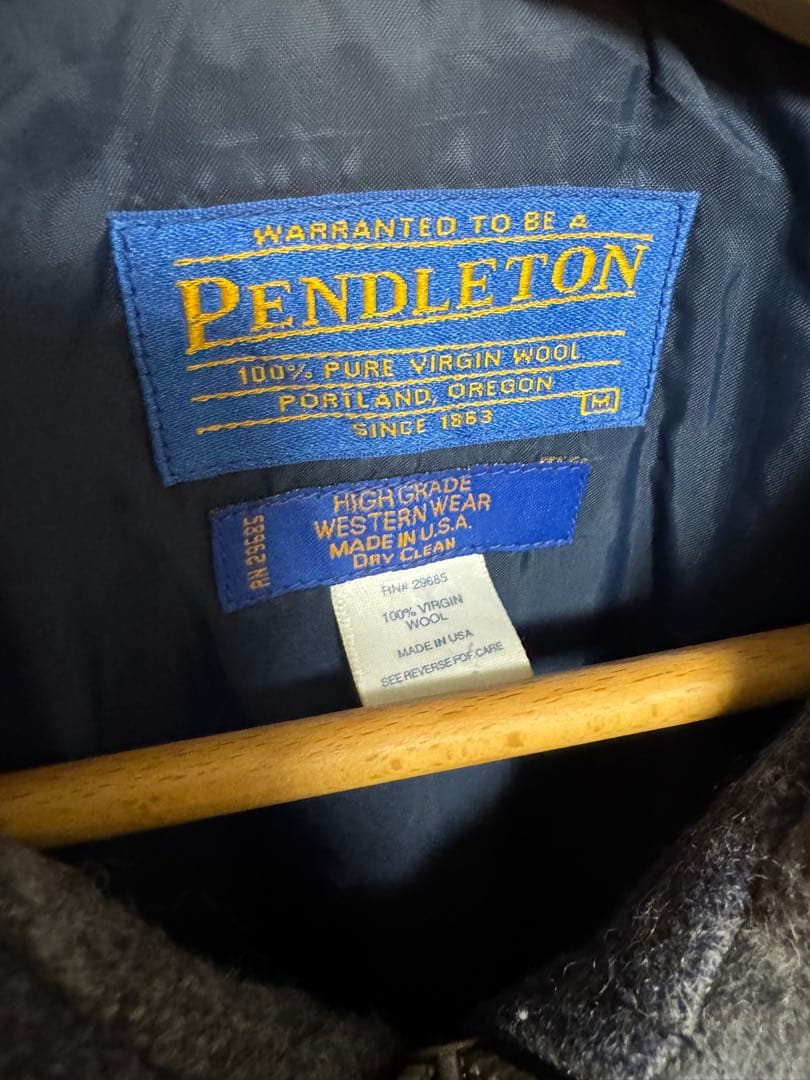 WARRANTED TO BE A
PENDLETON
100% PURE VIRGIN WOOL
PORTLAND, OREGON
M
SINCE 1863
HIGH GRADE
WESTERN WEAR
MADE IN U.S.A.
DRY CLEAN
RN 29685
RN# 29685
100% VIRGIN
WOOL
MADE IN USA
SEE REVERSE FOR CARE